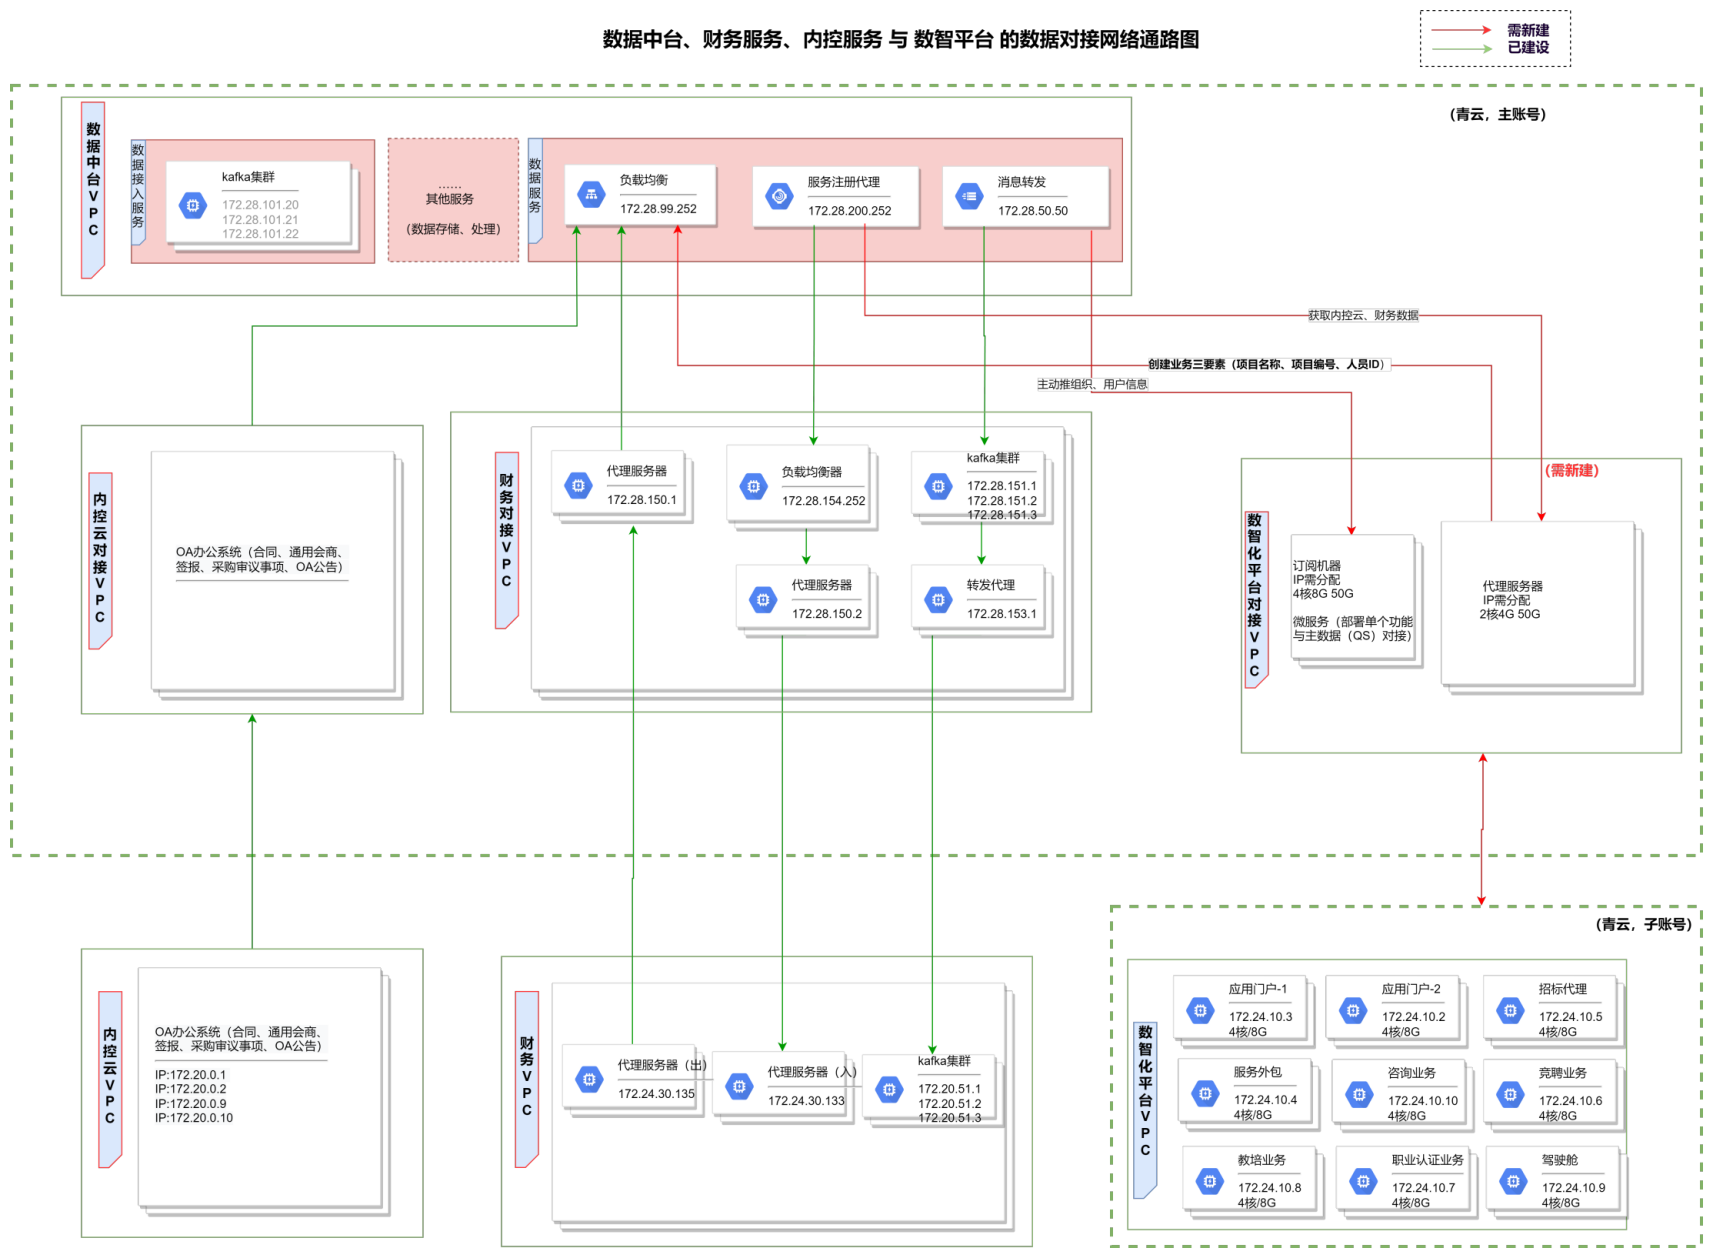 数据中台、财务服务、内控服务 与 数智平台 的数据对接网络通路图
需新建
已建设
（青云，主账号）
数据中台VPC
数据接入服务
kafka集群
172.28.101.20
172.28.101.21
172.28.101.22
……
其他服务
（数据存储、处理）
数据服务
负载均衡
172.28.99.252
服务注册代理
172.28.200.252
消息转发
172.28.50.50
获取内控云、财务数据
创建业务三要素（项目名称、项目编号、人员ID）
主动推组织、用户信息
内控云对接VPC
OA办公系统（合同、通用会商、
签报、采购审议事项、OA公告）
财务对接VPC
代理服务器
172.28.150.1
负载均衡器
172.28.154.252
kafka集群
172.28.151.1
172.28.151.2
172.28.151.3
代理服务器
172.28.150.2
转发代理
172.28.153.1
（需新建）
数智化平台对接VPC
订阅机器
IP需分配
4核8G 50G
微服务（部署单个功能
与主数据（QS）对接）
代理服务器
IP需分配
2核4G 50G
内控云VPC
OA办公系统（合同、通用会商、
签报、采购审议事项、OA公告）
IP:172.20.0.1
IP:172.20.0.2
IP:172.20.0.9
IP:172.20.0.10
财务VPC
代理服务器（出）
172.24.30.135
代理服务器（入）
172.24.30.133
kafka集群
172.20.51.1
172.20.51.2
172.20.51.3
（青云，子账号）
数智化平台VPC
应用门户-1
172.24.10.3
4核/8G
应用门户-2
172.24.10.2
4核/8G
招标代理
172.24.10.5
4核/8G
服务外包
172.24.10.4
4核/8G
咨询业务
172.24.10.10
4核/8G
竞聘业务
172.24.10.6
4核/8G
教培业务
172.24.10.8
4核/8G
职业认证业务
172.24.10.7
4核/8G
驾驶舱
172.24.10.9
4核/8G